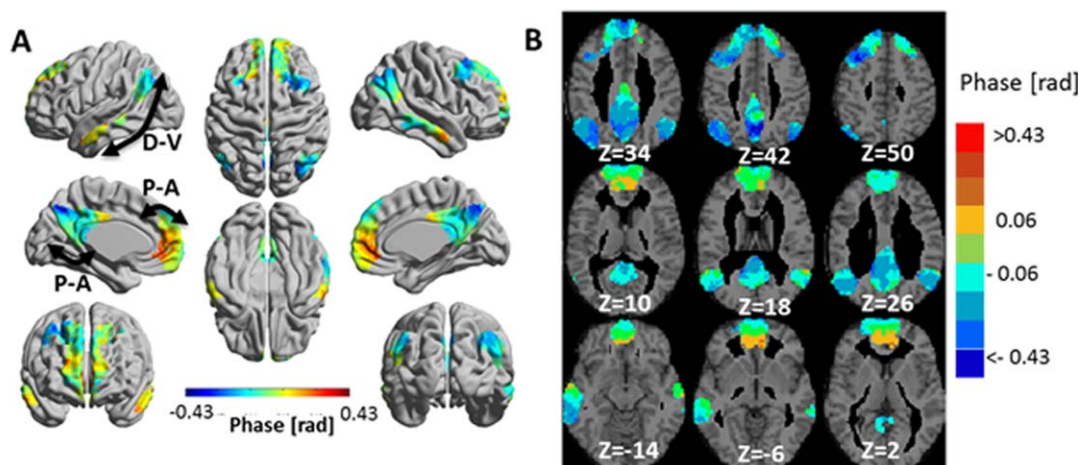 A
D-V
P-A
P-A
-0.43
0.43
Phase [rad]
B
Z=34
Z=42
Z=50
Z=10
Z=18
Z=26
Z=-14
Z=-6
Z=2
Phase [rad]
>0.43
0.06
- 0.06
<- 0.43